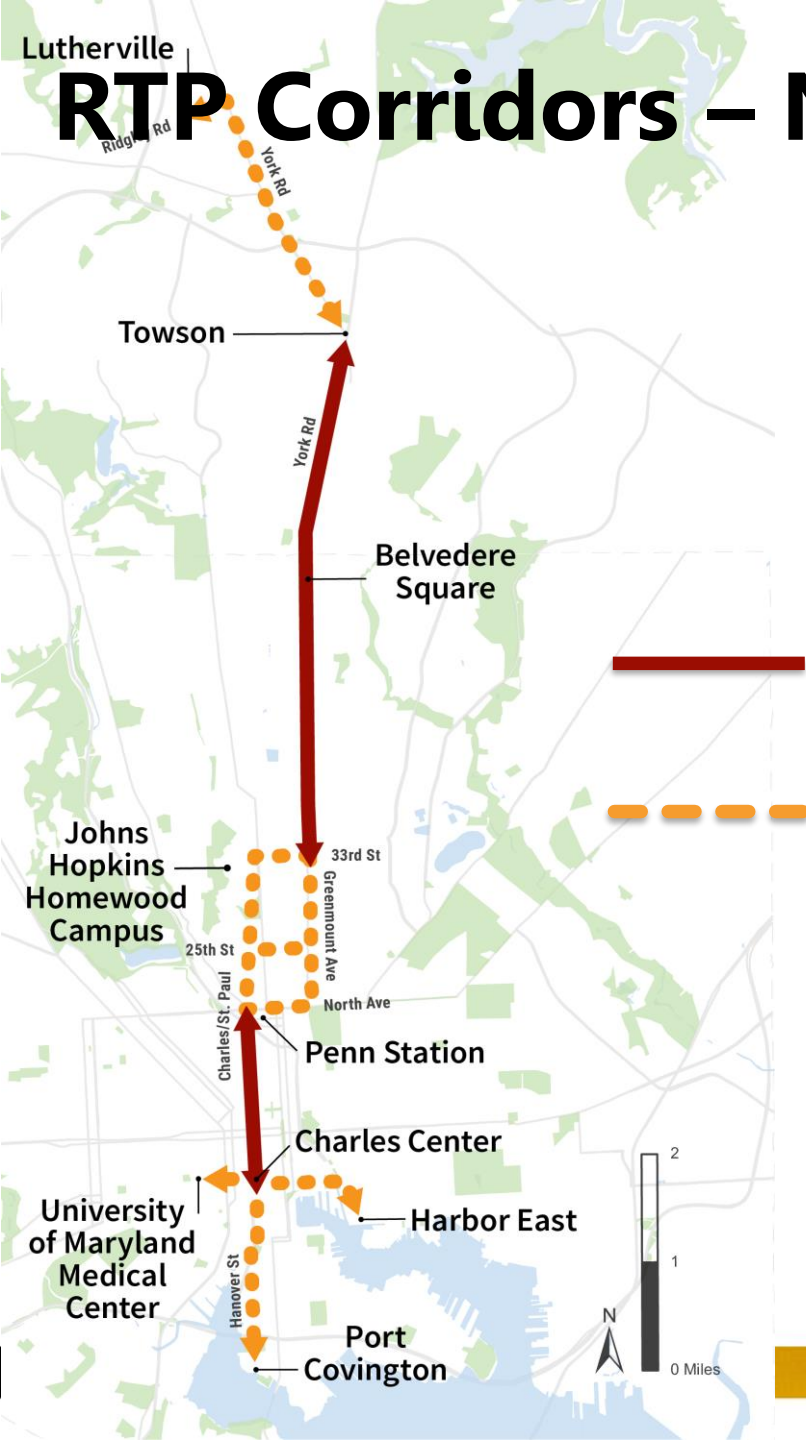 Lutherville
RTP Corridors – N
Ridgely Rd
York Rd
Towson
York Rd
Belvedere
Square
Johns
Hopkins
Homewood
Campus
33rd St
Greenmount Ave
25th St
Charles/St. Paul
North Ave
Penn Station
Charles Center
University
of Maryland
Medical
Center
Harbor East
Hanover St
Port
Covington
2
1
0 Miles
N